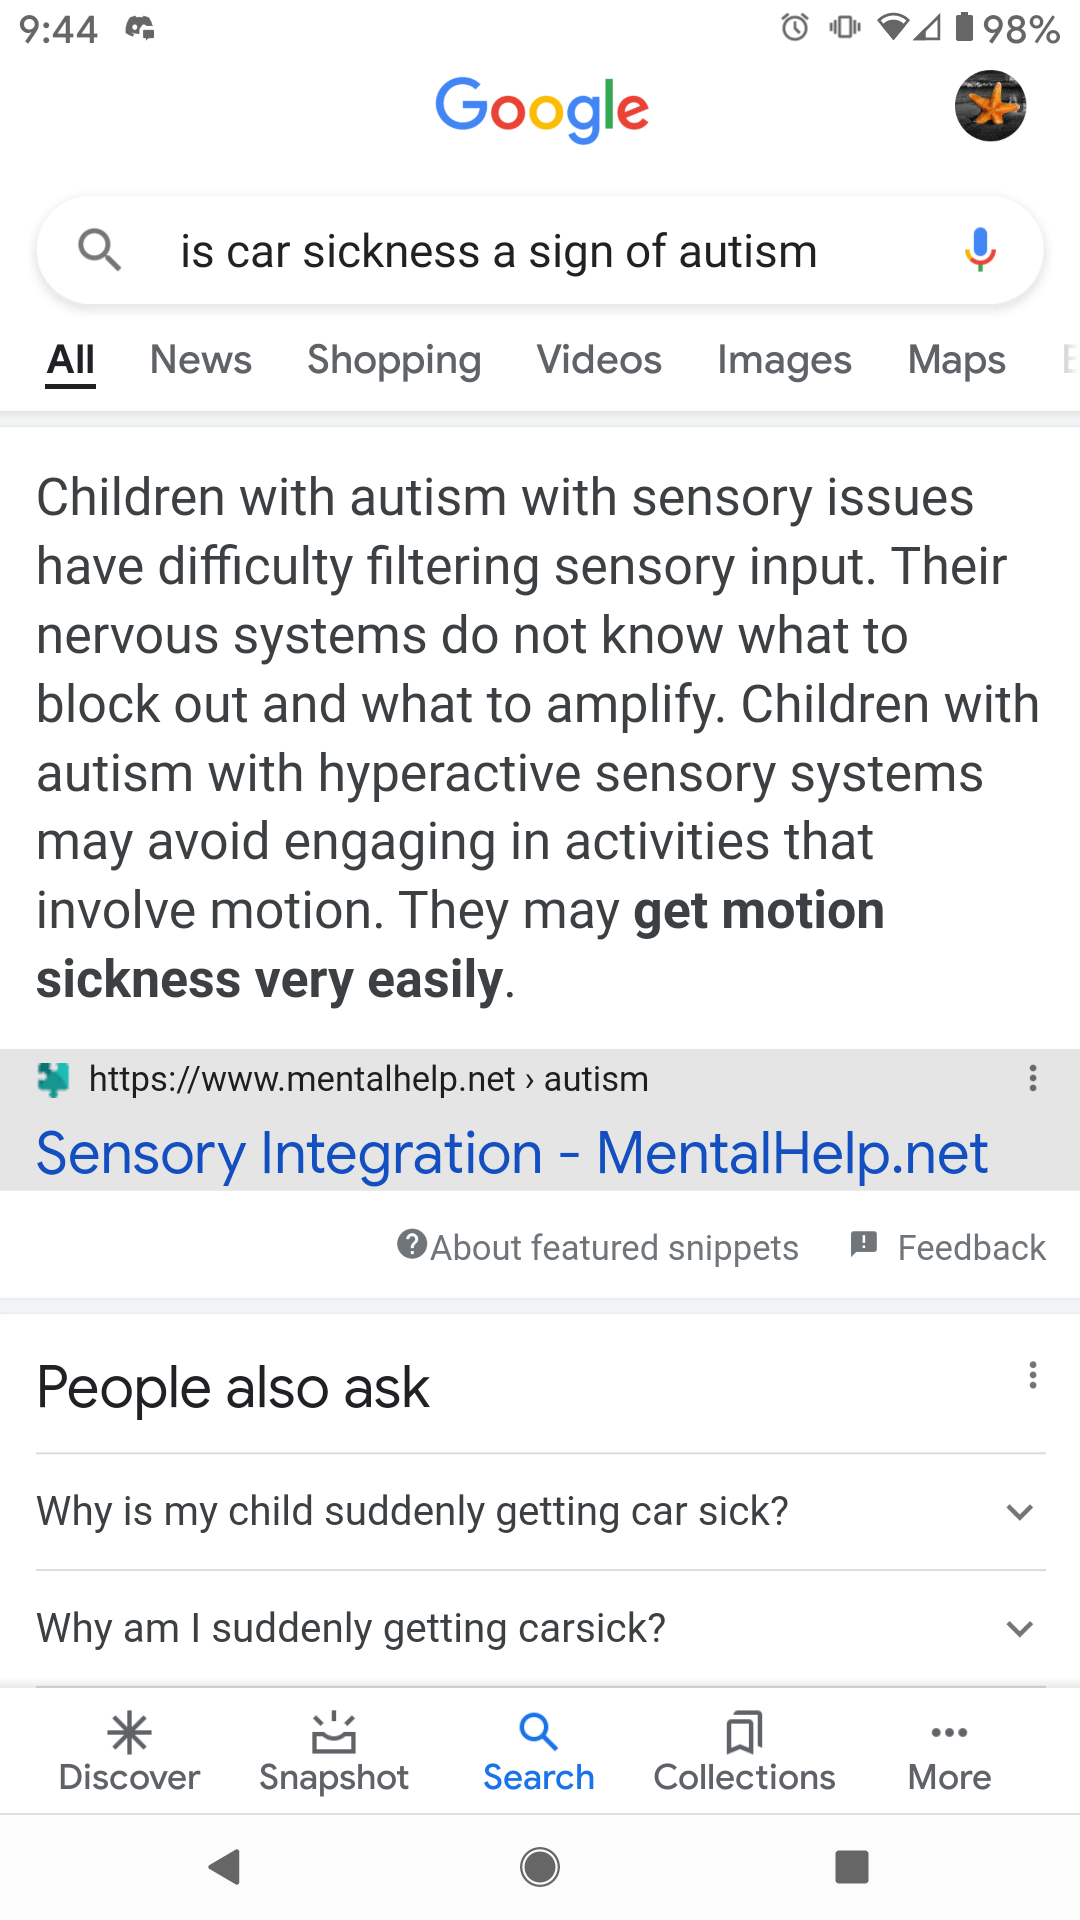 9:44 98%
Google
is car sickness a sign of autism
All News Shopping Videos Images Maps
Children with autism with sensory issues
have difficulty filtering sensory input. Their
nervous systems do not know what to
block out and what to amplify. Children with
autism with hyperactive sensory systems
may avoid engaging in activities that
involve motion. They may get motion
sickness very easily.
https://www.mentalhelp.net › autism
Sensory Integration - MentalHelp.net
About featured snippets Feedback
People also ask
Why is my child suddenly getting car sick?
Why am I suddenly getting carsick?
Discover Snapshot Search Collections More